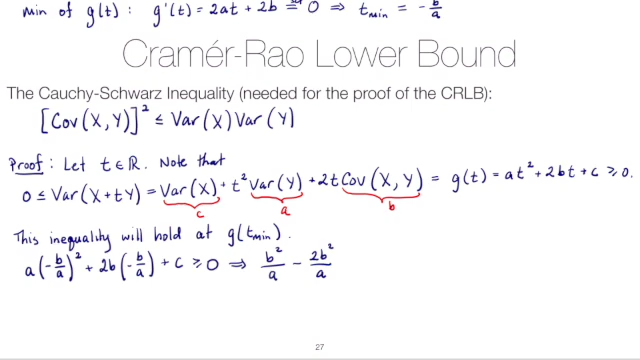 min of g(t): g'(t) = 2at + 2b set= 0 ⇒ t_min = -b/a
Cramér-Rao Lower Bound
The Cauchy-Schwarz Inequality (needed for the proof of the CRLB):
[Cov(X,Y)]² ≤ Var(X)Var(Y)
Proof: Let t ∈ ℝ. Note that
0 ≤ Var(X+tY) = Var(X) + t² Var(Y) + 2t Cov(X,Y) = g(t) = at² + 2bt + c ≥ 0.
c a b
This inequality will hold at g(t_min).
a(-b/a)² + 2b(-b/a) + c ≥ 0 ⇒ b²/a - 2b²/a
27